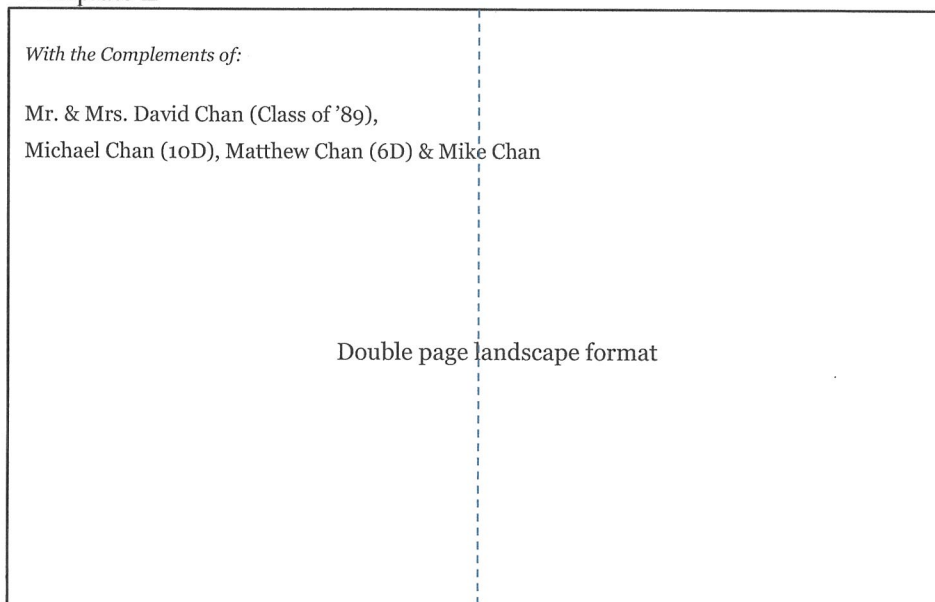 With the Complements of:
Mr. & Mrs. David Chan (Class of ’89),
Michael Chan (10D), Matthew Chan (6D) & Mike Chan
Double page landscape format